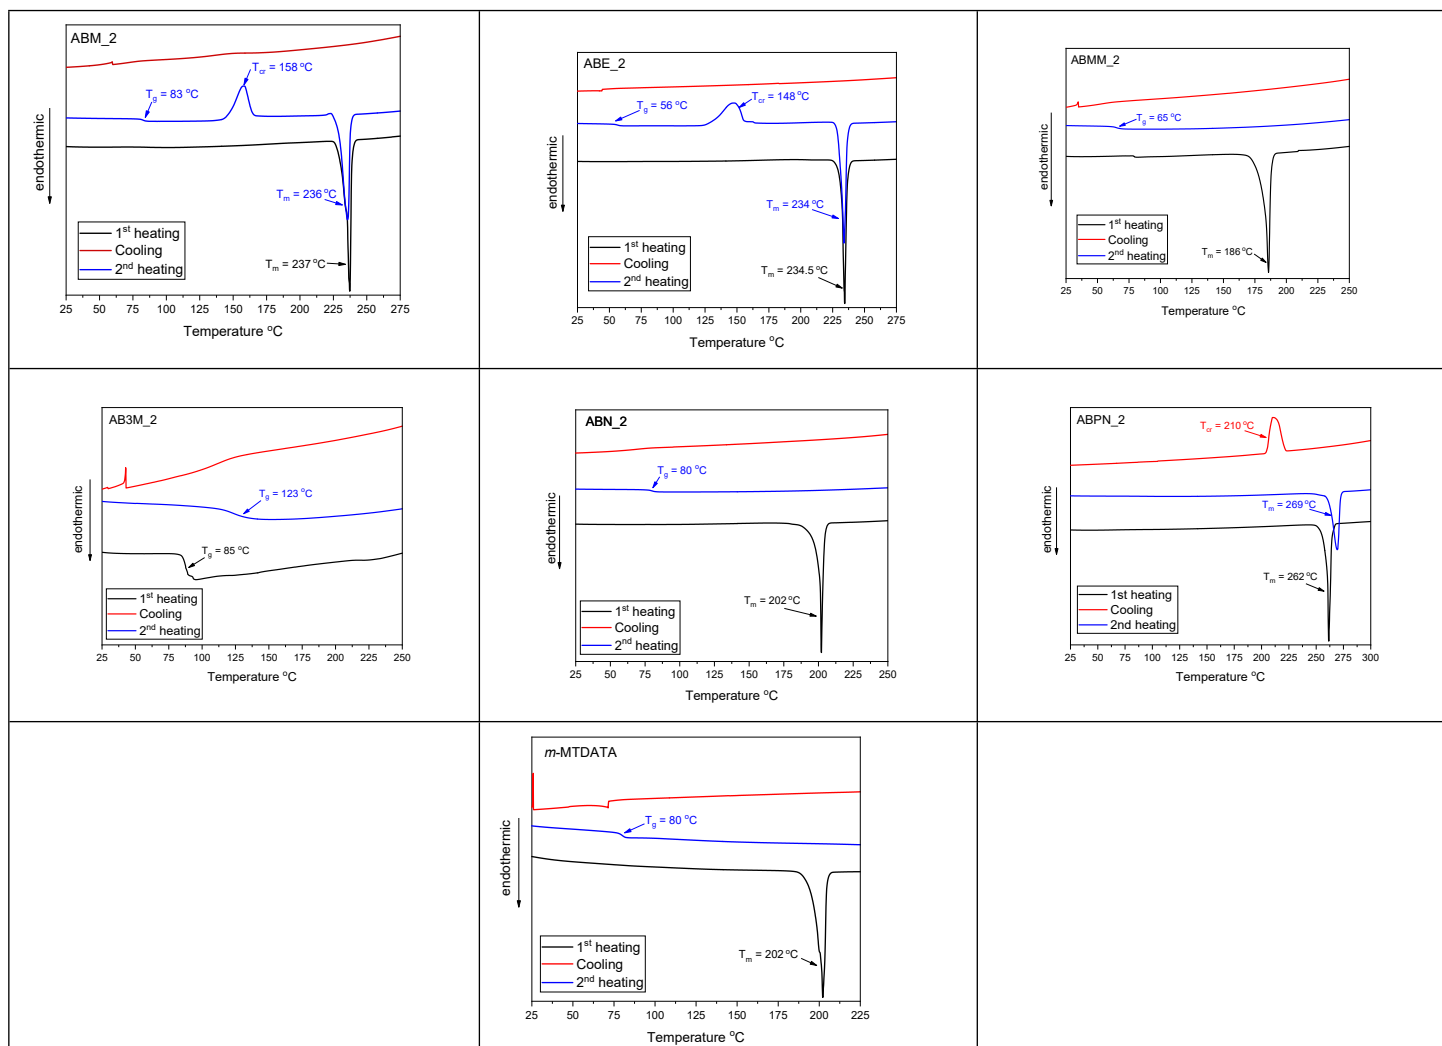 ABM_2
Tcr = 158 °C
Tg = 83 °C
Tm = 236 °C
Tm = 237 °C
endothermic
1st heating
Cooling
2nd heating
25 50 75 100 125 150 175 200 225 250 275
Temperature °C
ABE_2
Tg = 56 °C
Tcr = 148 °C
Tm = 234 °C
Tm = 234.5 °C
endothermic
1st heating
Cooling
2nd heating
25 50 75 100 125 150 175 200 225 250 275
Temperature °C
ABMM_2
Tg = 65 °C
Tm = 186 °C
endothermic
1st heating
Cooling
2nd heating
25 50 75 100 125 150 175 200 225 250
Temperature °C
AB3M_2
Tg = 123 °C
Tg = 85 °C
endothermic
1st heating
Cooling
2nd heating
25 50 75 100 125 150 175 200 225 250
Temperature °C
ABN_2
Tg = 80 °C
Tm = 202 °C
endothermic
1st heating
Cooling
2nd heating
25 50 75 100 125 150 175 200 225 250
Temperature °C
ABPN_2
Tcr = 210 °C
Tm = 269 °C
Tm = 262 °C
endothermic
1st heating
Cooling
2nd heating
25 50 75 100 125 150 175 200 225 250 275 300
Temperature °C
m-MTDATA
Tg = 80 °C
Tm = 202 °C
endothermic
1st heating
Cooling
2nd heating
25 50 75 100 125 150 175 200 225
Temperature °C